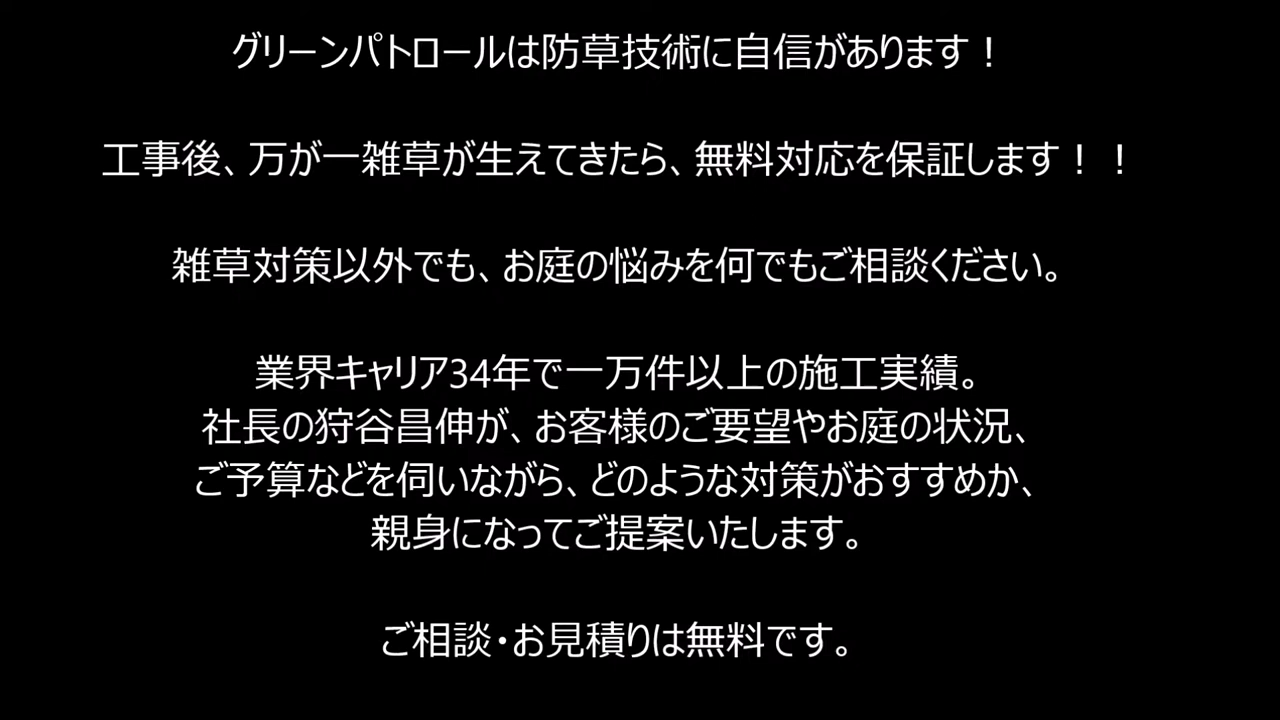 グリーンパトロールは防草技術に自信があります！
工事後、万が一雑草が生えてきたら、無料対応を保証します！！
雑草対策以外でも、お庭の悩みを何でもご相談ください。
業界キャリア34年で一万件以上の施工実績。
社長の狩谷昌伸が、お客様のご要望やお庭の状況、
ご予算などを伺いながら、どのような対策がおすすめか、
親身になってご提案いたします。
ご相談・お見積りは無料です。